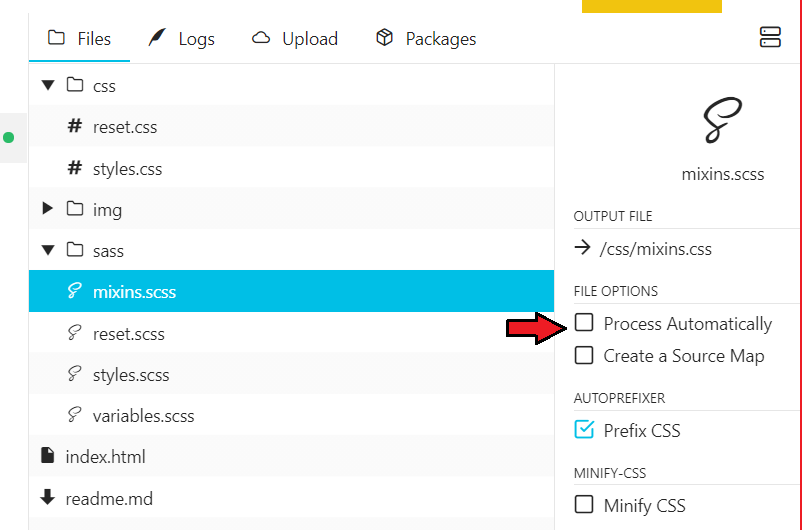 Files
Logs
Upload
Packages
css
reset.css
styles.css
img
sass
mixins.scss
reset.scss
styles.scss
variables.scss
index.html
readme.md
mixins.scss
OUTPUT FILE
/css/mixins.css
FILE OPTIONS
Process Automatically
Create a Source Map
AUTOPREFIXER
Prefix CSS
MINIFY-CSS
Minify CSS